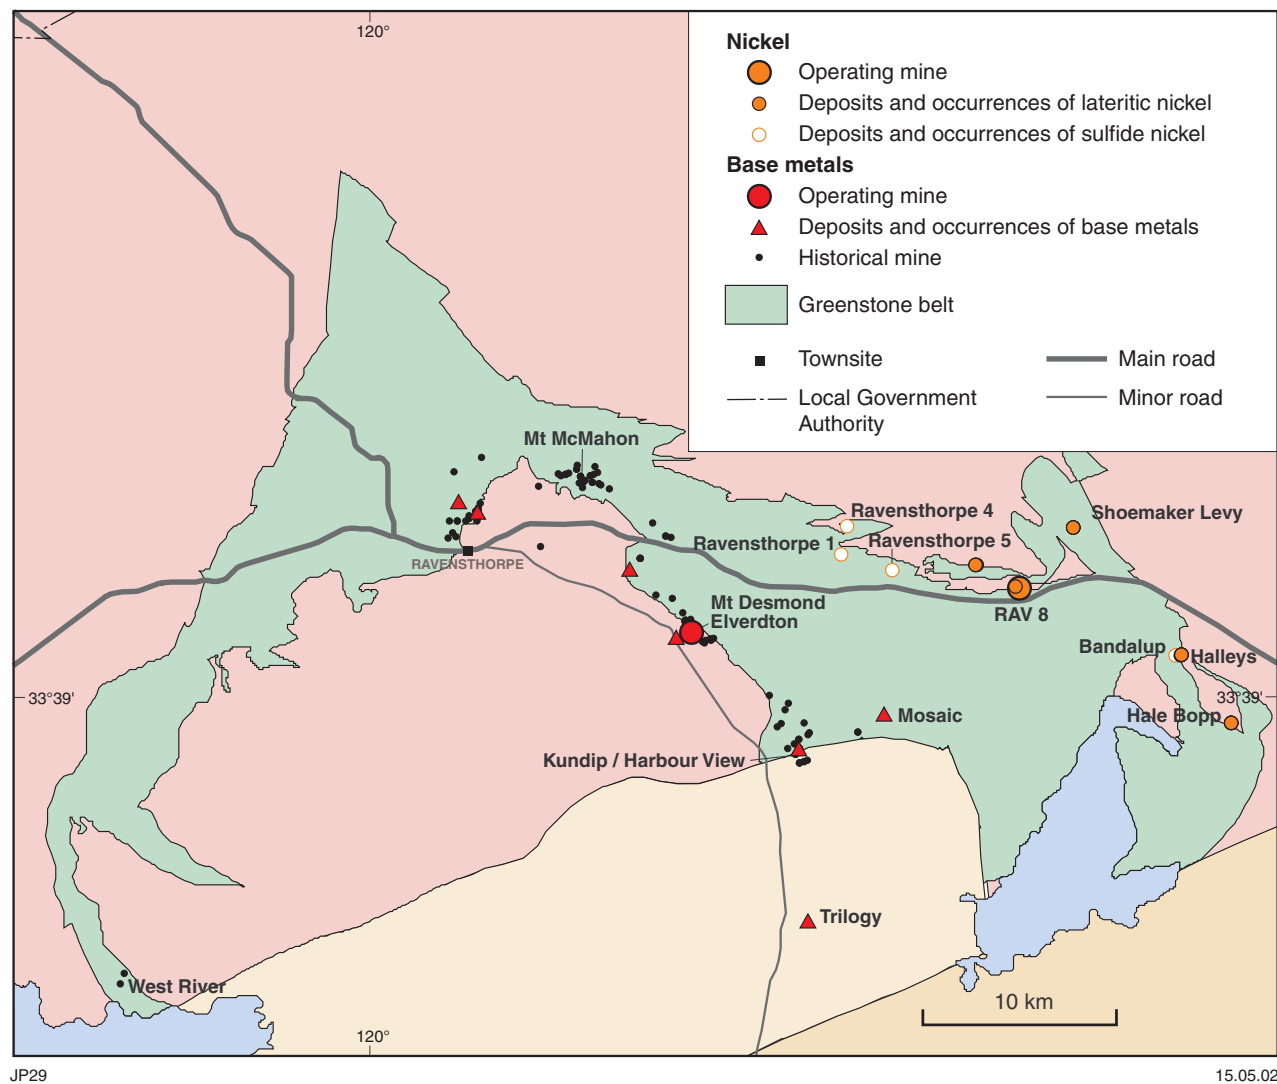 120°
Nickel
Operating mine
Deposits and occurrences of lateritic nickel
Deposits and occurrences of sulfide nickel
Base metals
Operating mine
Deposits and occurrences of base metals
Historical mine
Greenstone belt
Townsite
Main road
Local Government
Authority
Minor road
Mt McMahon
Ravensthorpe 4
Shoemaker Levy
Ravensthorpe 1
Ravensthorpe 5
RAVENSTHORPE
Mt Desmond
Elverdton
RAV 8
Bandalup
Halleys
33°39'
33°39'
Hale Bopp
Mosaic
Kundip / Harbour View
Trilogy
West River
10 km
120°
JP29
15.05.02